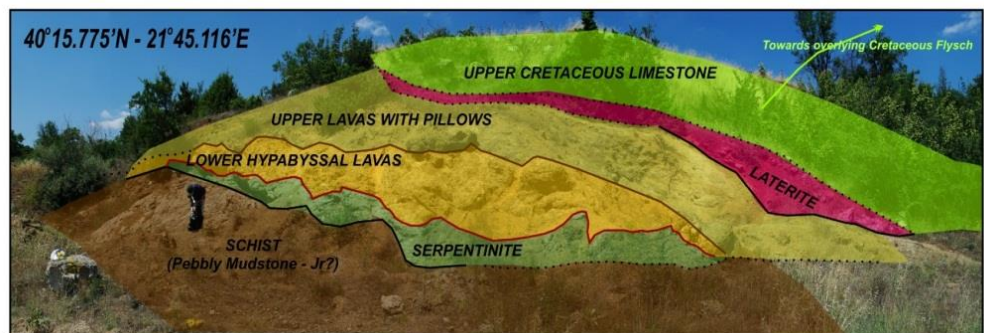 40°15.775'N - 21°45.116'E
Towards overlying Cretaceous Flysch
UPPER CRETACEOUS LIMESTONE
UPPER LAVAS WITH PILLOWS
LOWER HYPABYSSAL LAVAS
LATERITE
SCHIST
(Pebbly Mudstone - Jr?)
SERPENTINITE